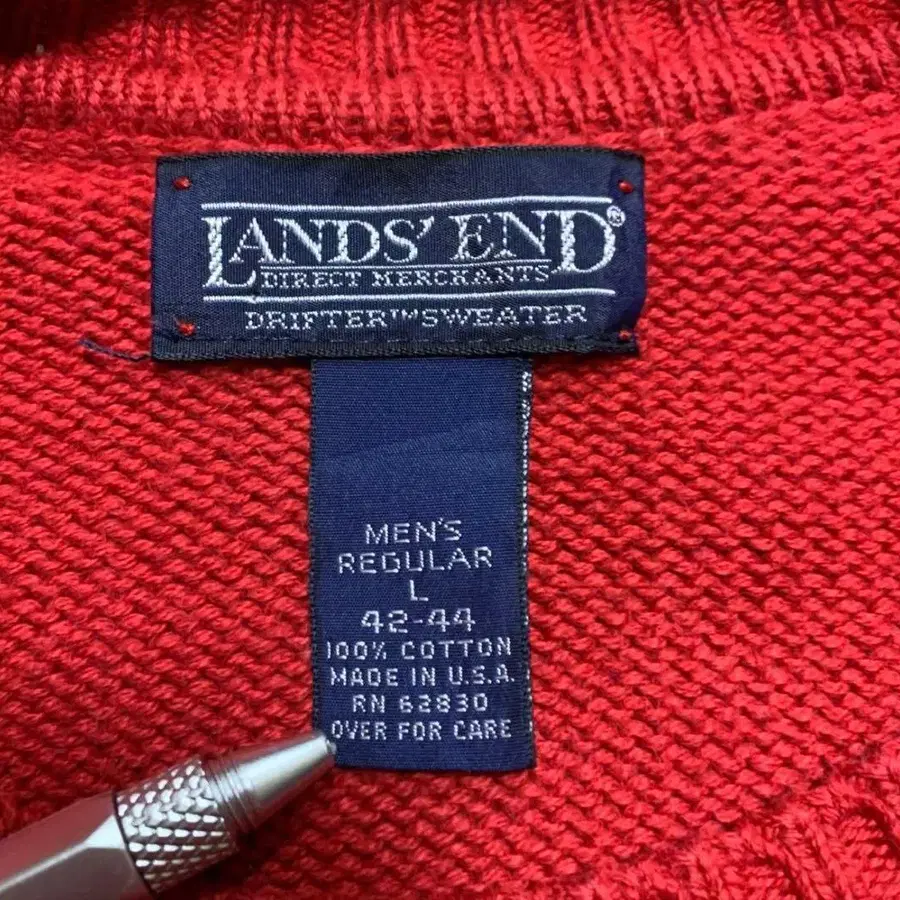 LANDS' END®
DIRECT MERCHANTS
DRIFTER™ SWEATER
MEN'S
REGULAR
L
42-44
100% COTTON
MADE IN U.S.A.
RN 62830
OVER FOR CARE